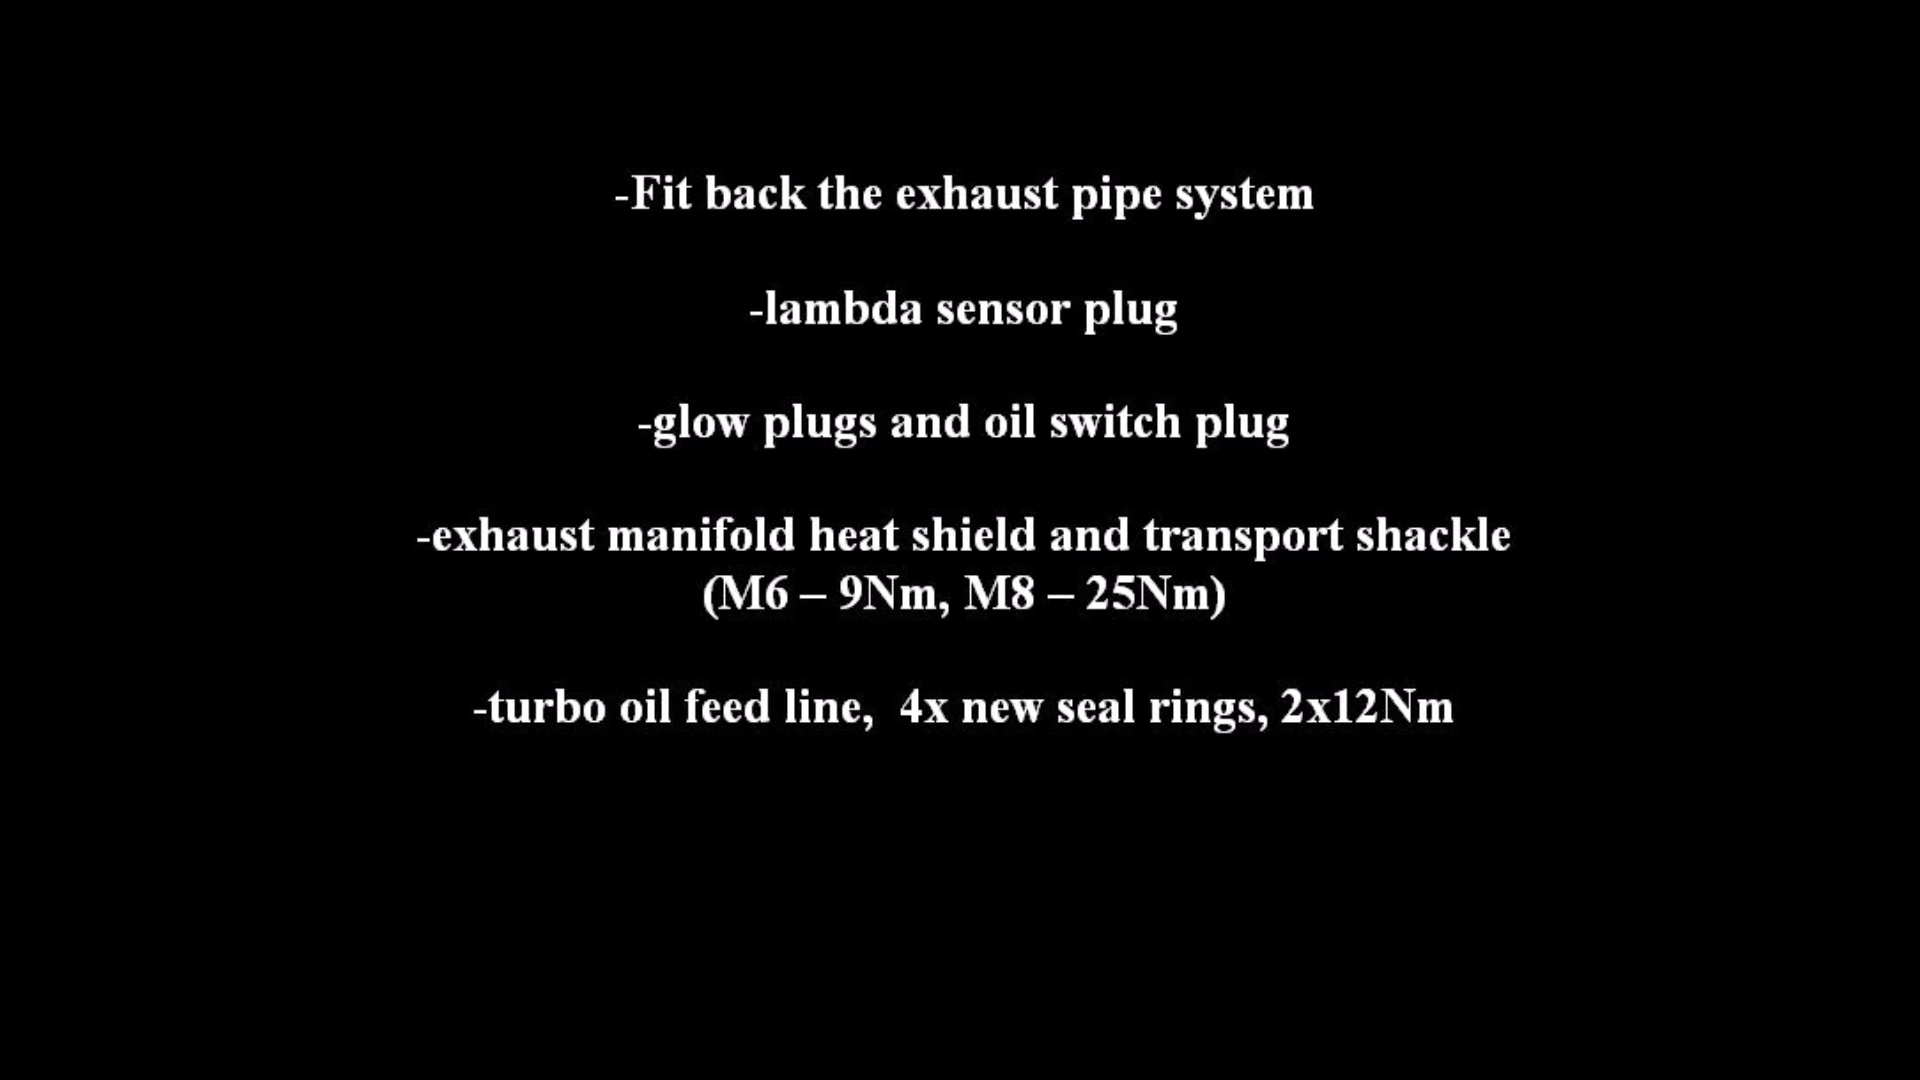 -Fit back the exhaust pipe system
-lambda sensor plug
-glow plugs and oil switch plug
-exhaust manifold heat shield and transport shackle
(M6 – 9Nm, M8 – 25Nm)
-turbo oil feed line,  4x new seal rings, 2x12Nm